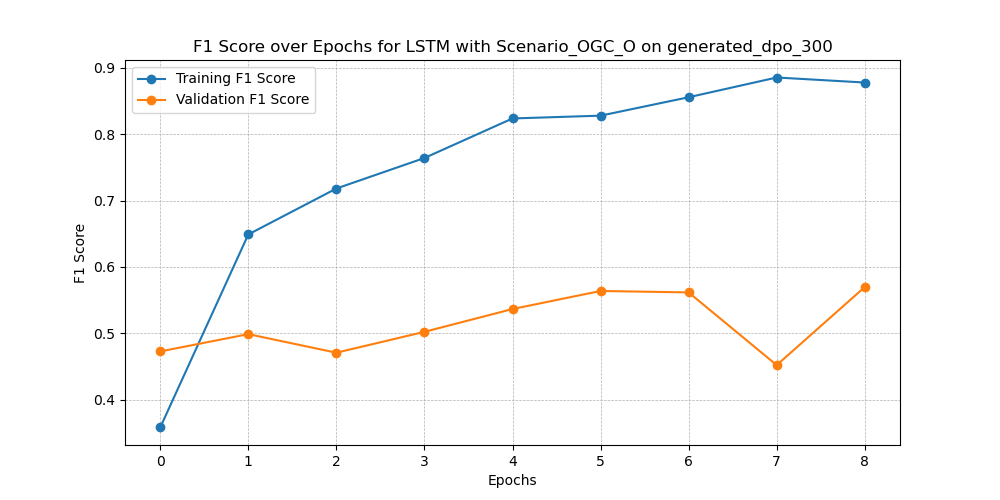 F1 Score over Epochs for LSTM with Scenario_OGC_O on generated_dpo_300
Training F1 Score
Validation F1 Score
F1 Score
0.9
0.8
0.7
0.6
0.5
0.4
0 1 2 3 4 5 6 7 8
Epochs